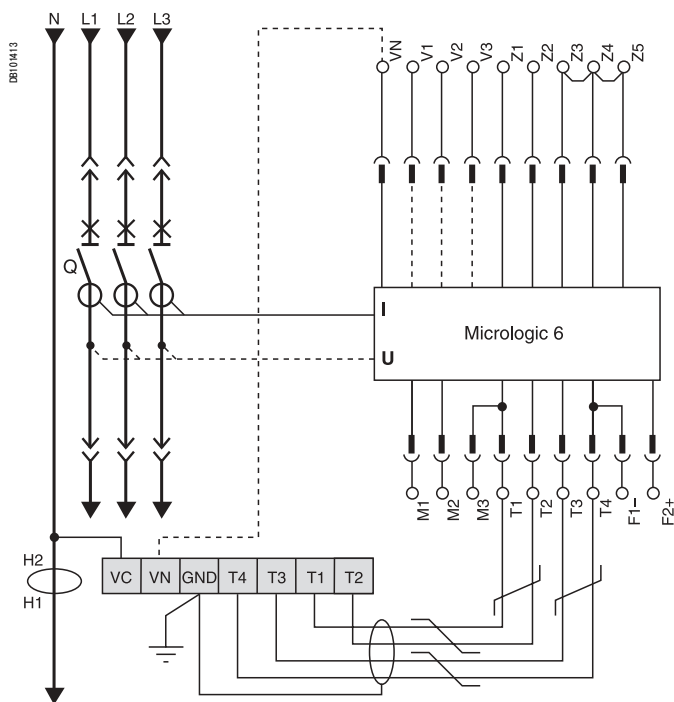 DB101413
N L1 L2 L3
VN V1 V2 V3 Z1 Z2 Z3 Z4 Z5
Q
I
Micrologic 6
U
M1 M2 M3 T1 T2 T3 T4 F1– F2+
H2
H1
VC VN GND T4 T3 T1 T2